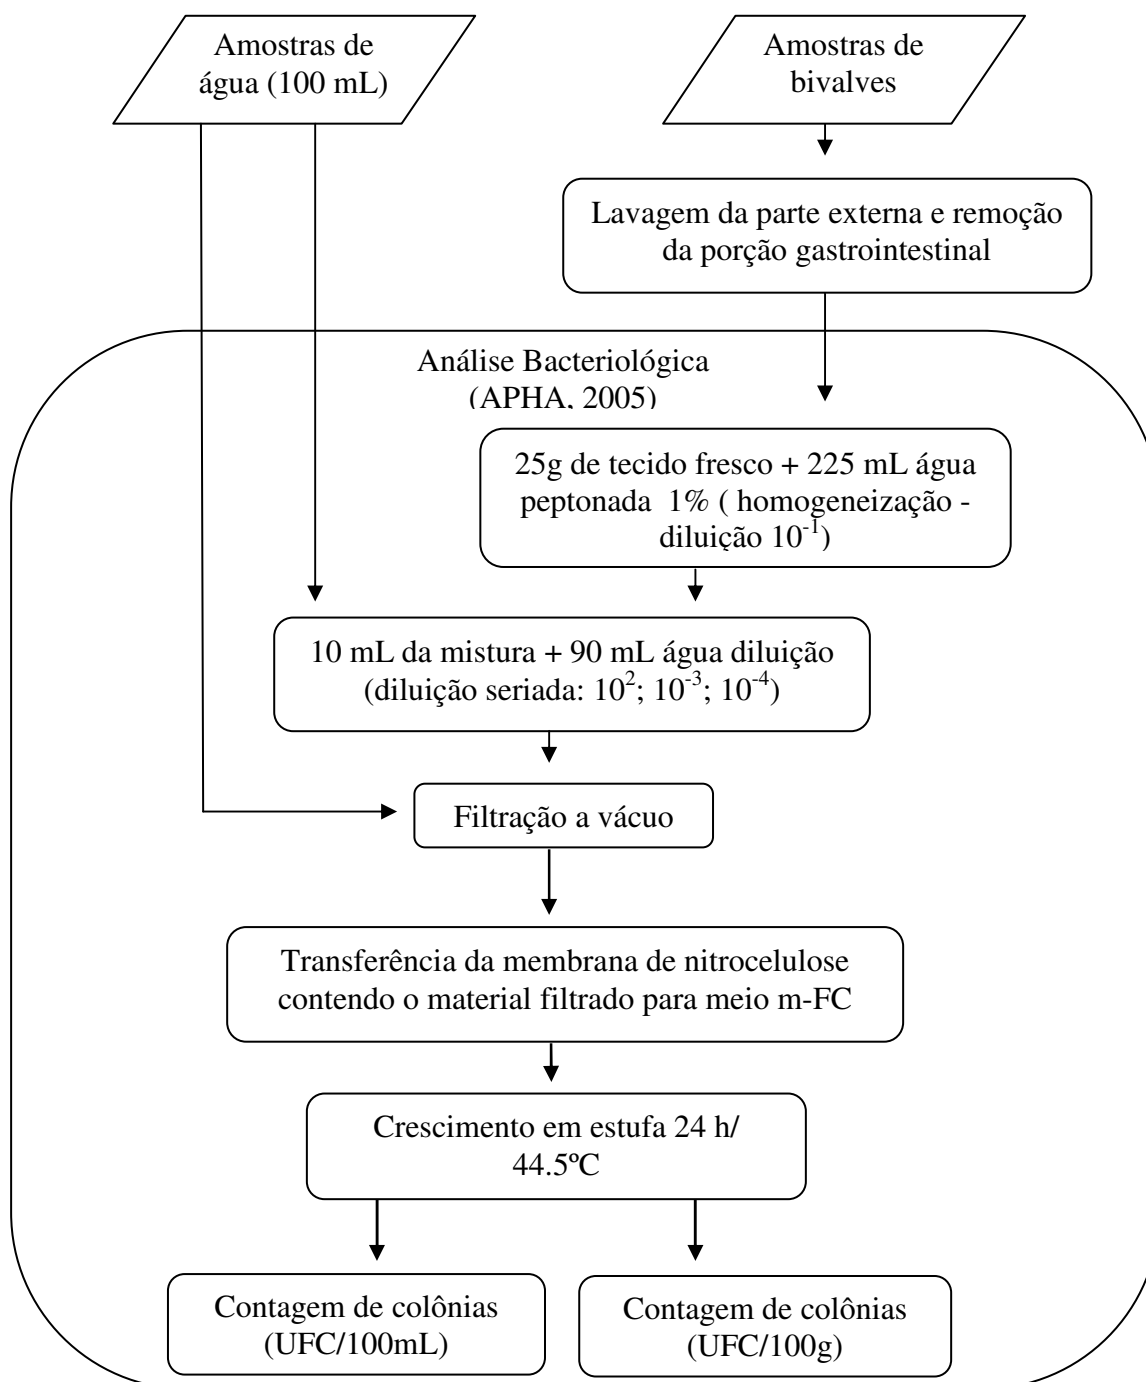 Amostras de
água (100 mL)
Amostras de
bivalves
Lavagem da parte externa e remoção
da porção gastrointestinal
Análise Bacteriológica
(APHA, 2005)
25g de tecido fresco + 225 mL água
peptonada 1% ( homogeneização -
diluição 10⁻¹)
10 mL da mistura + 90 mL água diluição
(diluição seriada: 10²; 10⁻³; 10⁻⁴)
Filtração a vácuo
Transferência da membrana de nitrocelulose
contendo o material filtrado para meio m-FC
Crescimento em estufa 24 h/
44.5ºC
Contagem de colônias
(UFC/100mL)
Contagem de colônias
(UFC/100g)